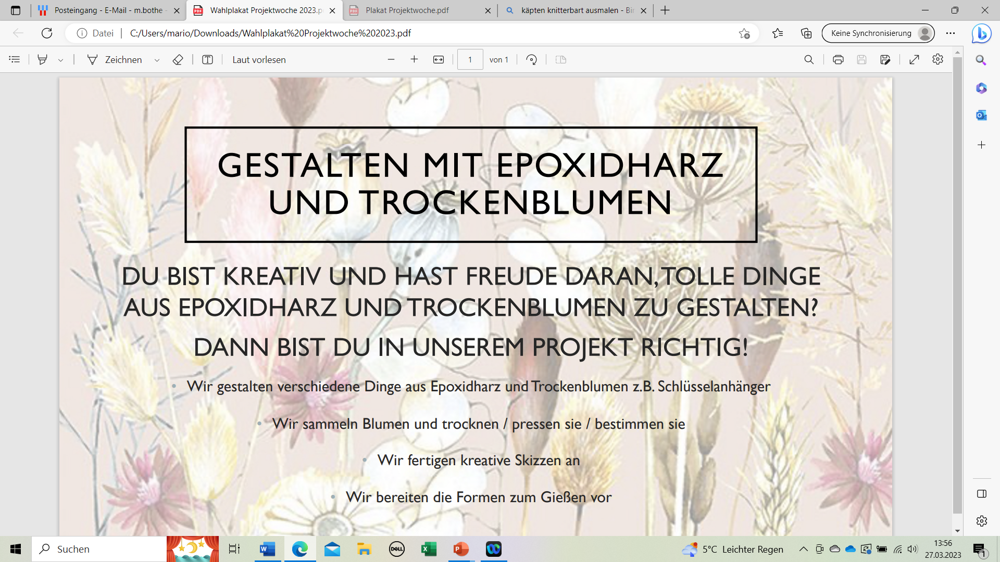 Posteingang - E-Mail - m.bothe
Wahlplakat Projektwoche 2023.p
Plakat Projektwoche.pdf
käpten knitterbart ausmalen - Bin
Datei
C:/Users/mario/Downloads/Wahlplakat%20Projektwoche%202023.pdf
Keine Synchronisierung
Zeichnen
Laut vorlesen
1
von 1
GESTALTEN MIT EPOXIDHARZ
UND TROCKENBLUMEN
DU BIST KREATIV UND HAST FREUDE DARAN, TOLLE DINGE
AUS EPOXIDHARZ UND TROCKENBLUMEN ZU GESTALTEN?
DANN BIST DU IN UNSEREM PROJEKT RICHTIG!
• Wir gestalten verschiedene Dinge aus Epoxidharz und Trockenblumen z.B. Schlüsselanhänger
• Wir sammeln Blumen und trocknen / pressen sie / bestimmen sie
• Wir fertigen kreative Skizzen an
• Wir bereiten die Formen zum Gießen vor
Suchen
DELL
5°C Leichter Regen
13:56
27.03.2023
1